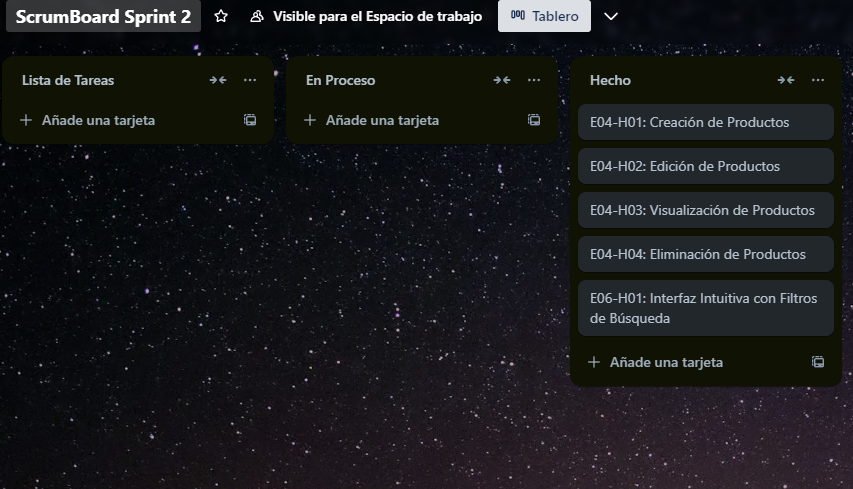 ScrumBoard Sprint 2
Visible para el Espacio de trabajo
Tablero
Lista de Tareas
Añade una tarjeta
En Proceso
Añade una tarjeta
Hecho
E04-H01: Creación de Productos
E04-H02: Edición de Productos
E04-H03: Visualización de Productos
E04-H04: Eliminación de Productos
E06-H01: Interfaz Intuitiva con Filtros
de Búsqueda
Añade una tarjeta